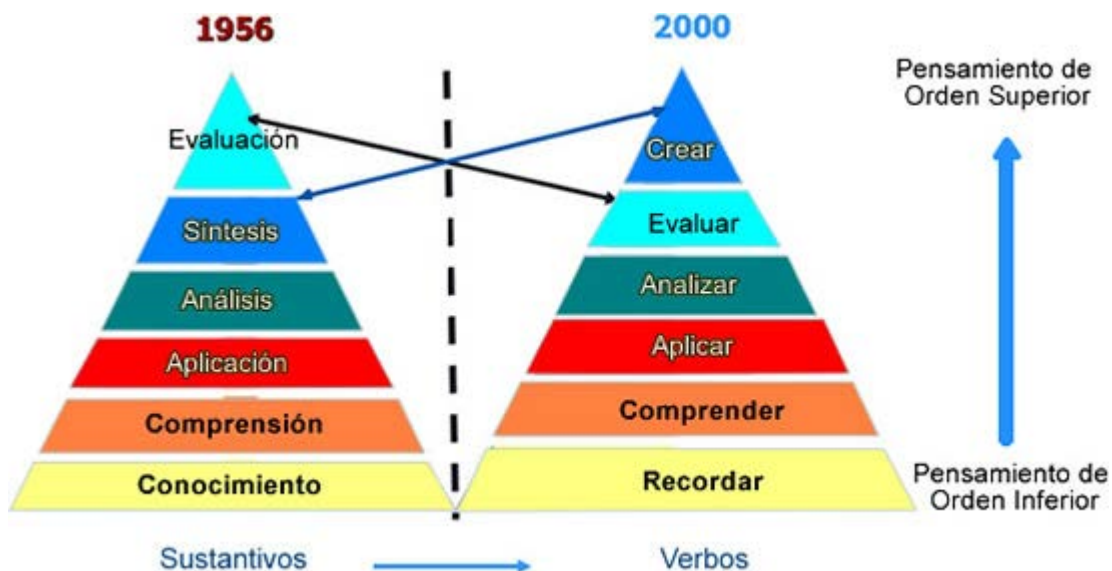 1956
2000
Evaluación
Síntesis
Análisis
Aplicación
Comprensión
Conocimiento
Crear
Evaluar
Analizar
Aplicar
Comprender
Recordar
Pensamiento de
Orden Superior
Pensamiento de
Orden Inferior
Sustantivos
Verbos